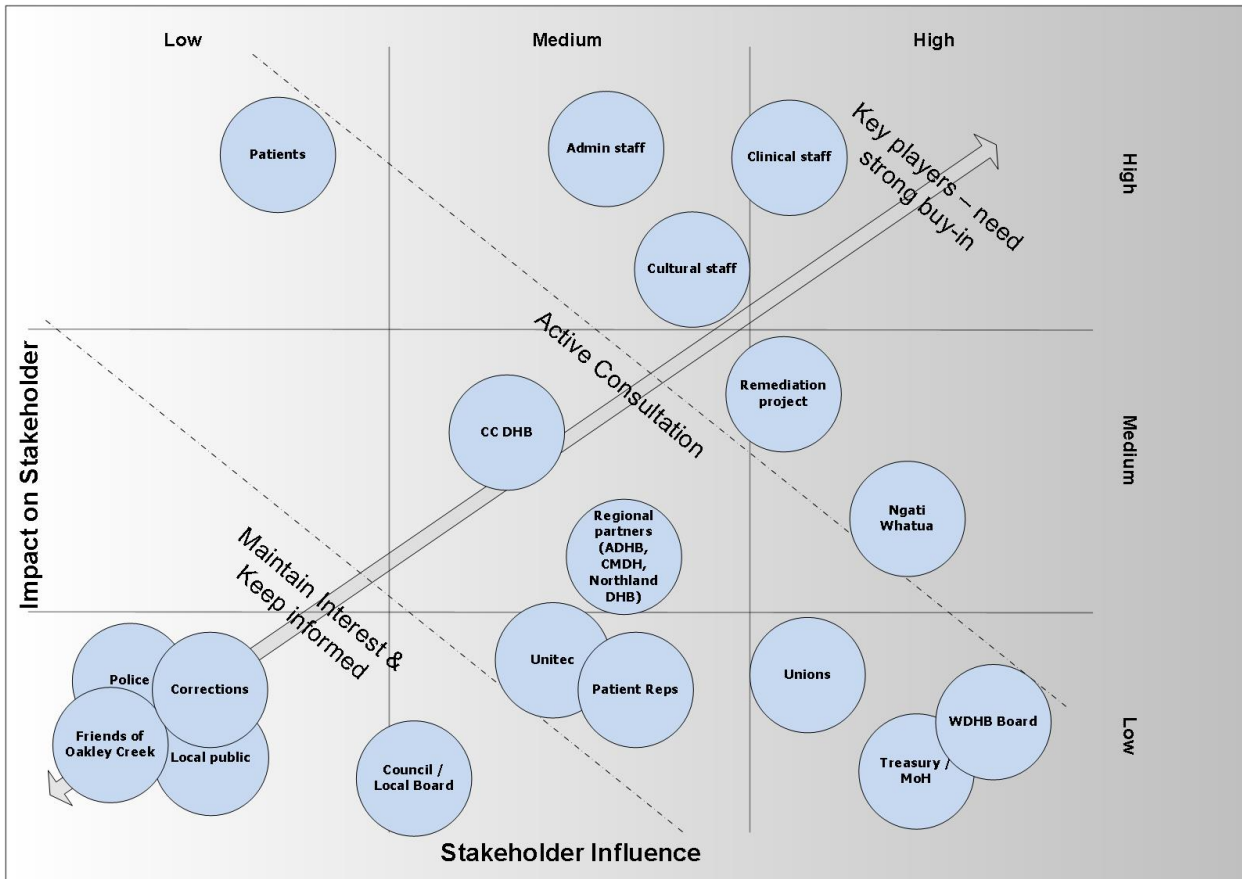 Low
Medium
High
Patients
Admin staff
Clinical staff
Key players – need
strong buy-in
High
Cultural staff
Active Consultation
Impact on Stakeholder
CC DHB
Remediation
project
Medium
Regional
partners
(ADHB,
CMDH,
Northland
DHB)
Ngati
Whatua
Maintain Interest &
Keep informed
Police
Corrections
Friends of
Oakley Creek
Local public
Unitec
Patient Reps
Unions
WDHB Board
Low
Council /
Local Board
Treasury /
MoH
Stakeholder Influence